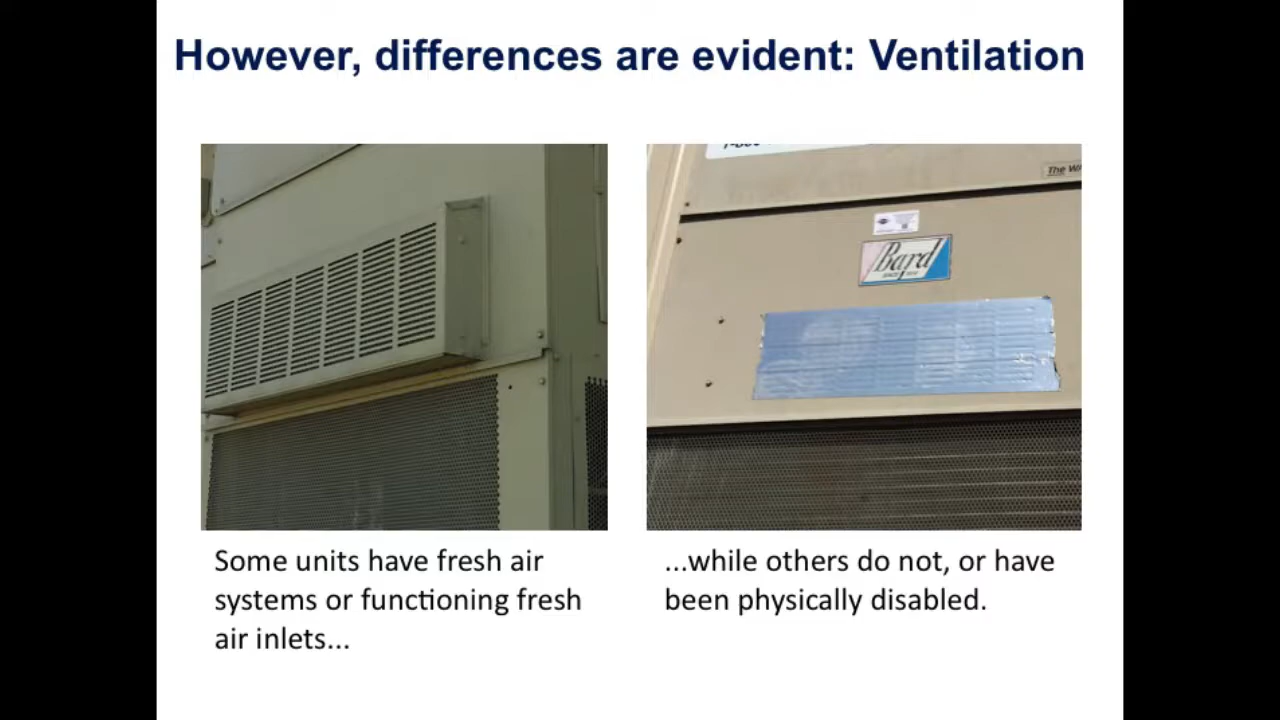 However, differences are evident: Ventilation
The
Bard
Some units have fresh air
systems or functioning fresh
air inlets...
...while others do not, or have
been physically disabled.